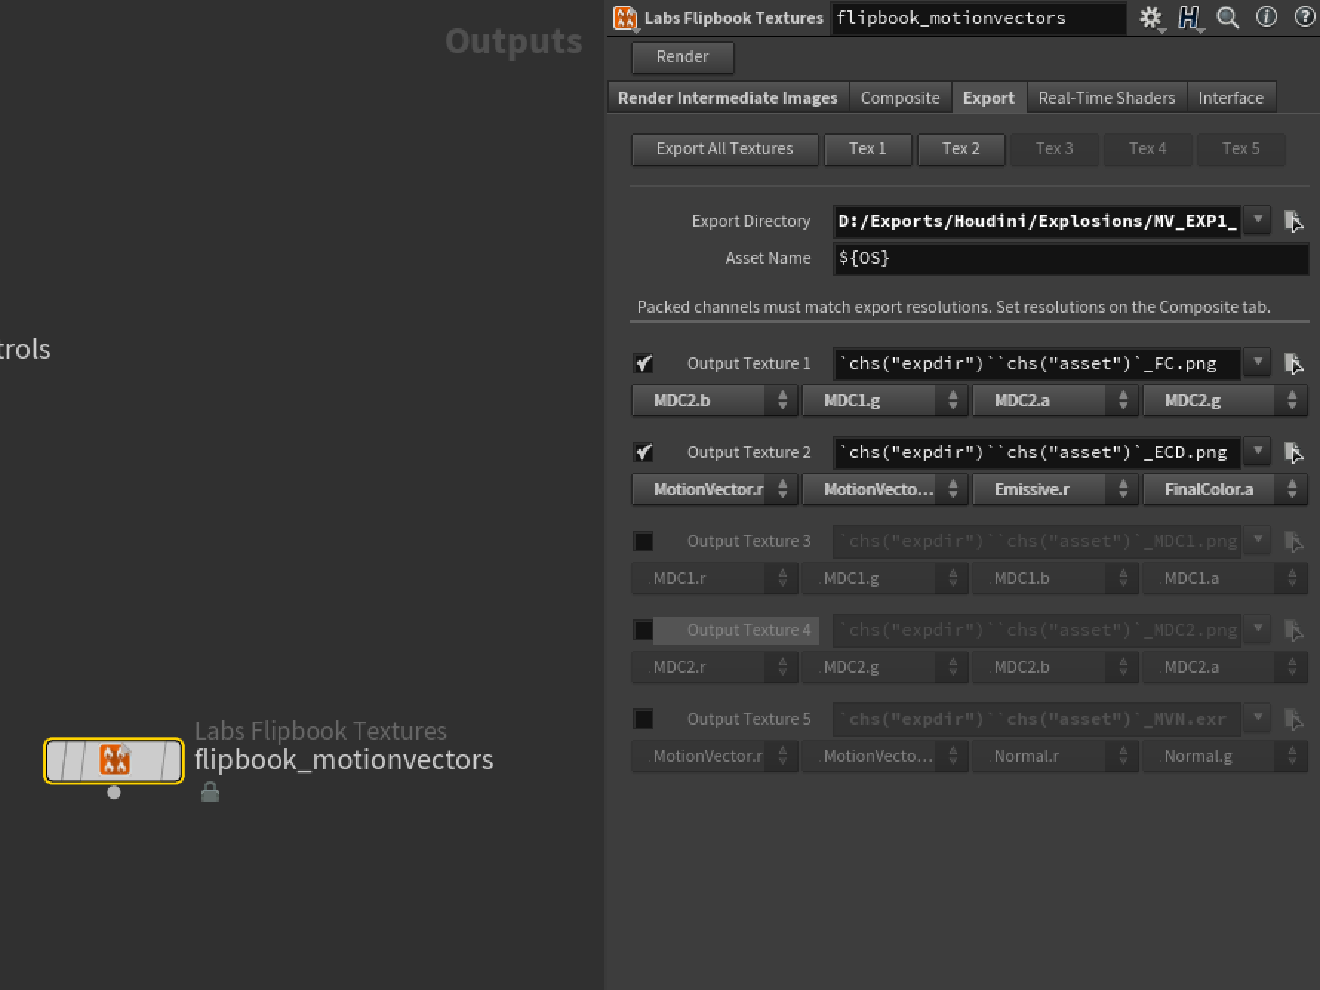 Outputs
trols
Labs Flipbook Textures
flipbook_motionvectors
Labs Flipbook Textures flipbook_motionvectors
Render
Render Intermediate Images Composite Export Real-Time Shaders Interface
Export All Textures Tex 1 Tex 2 Tex 3 Tex 4 Tex 5
Export Directory D:/Exports/Houdini/Explosions/MV_EXP1_
Asset Name ${OS}
Packed channels must match export resolutions. Set resolutions on the Composite tab.
Output Texture 1 `chs("expdir")``chs("asset")`_FC.png
MDC2.b MDC1.g MDC2.a MDC2.g
Output Texture 2 `chs("expdir")``chs("asset")`_ECD.png
MotionVector.r MotionVecto... Emissive.r FinalColor.a
Output Texture 3 `chs("expdir")``chs("asset")`_MDC1.png
MDC1.r MDC1.g MDC1.b MDC1.a
Output Texture 4 `chs("expdir")``chs("asset")`_MDC2.png
MDC2.r MDC2.g MDC2.b MDC2.a
Output Texture 5 `chs("expdir")``chs("asset")`_MVN.exr
MotionVector.r MotionVecto... Normal.r Normal.g